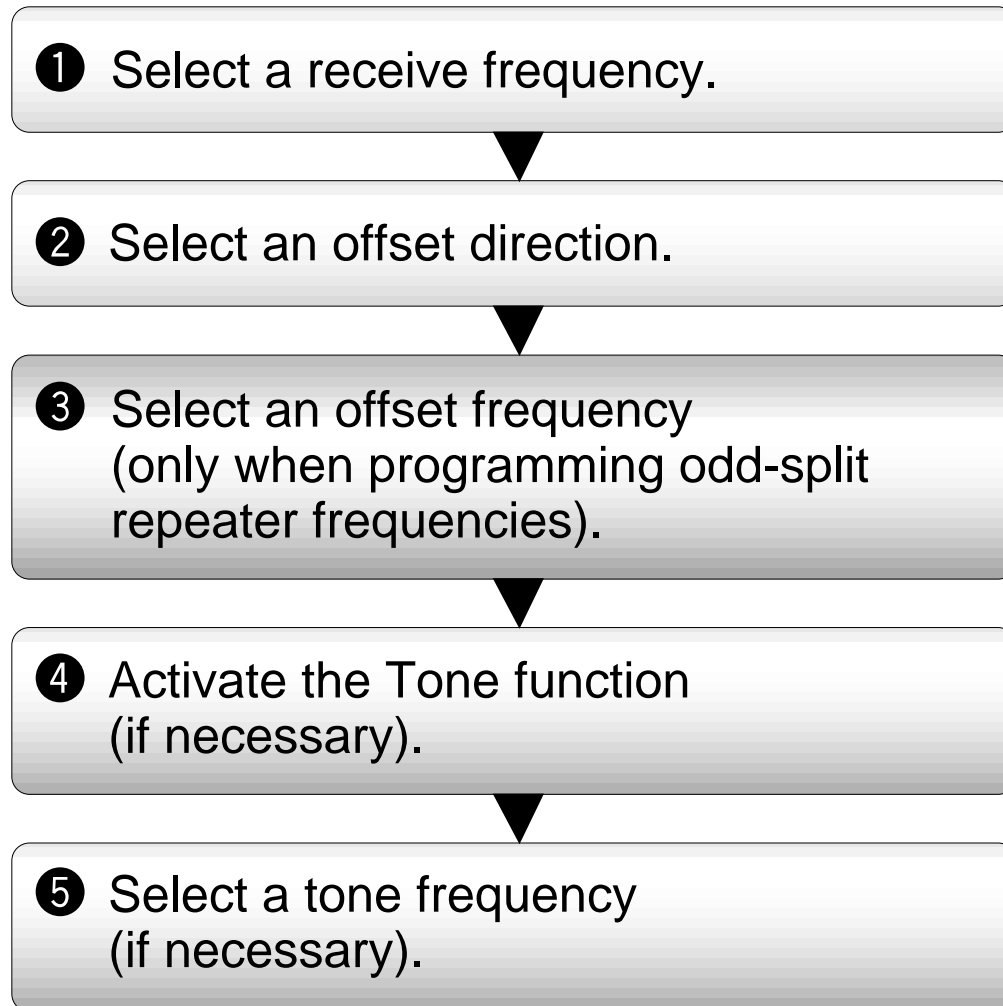 ❶ Select a receive frequency.
❷ Select an offset direction.
❸ Select an offset frequency
(only when programming odd-split
repeater frequencies).
❹ Activate the Tone function
(if necessary).
❺ Select a tone frequency
(if necessary).